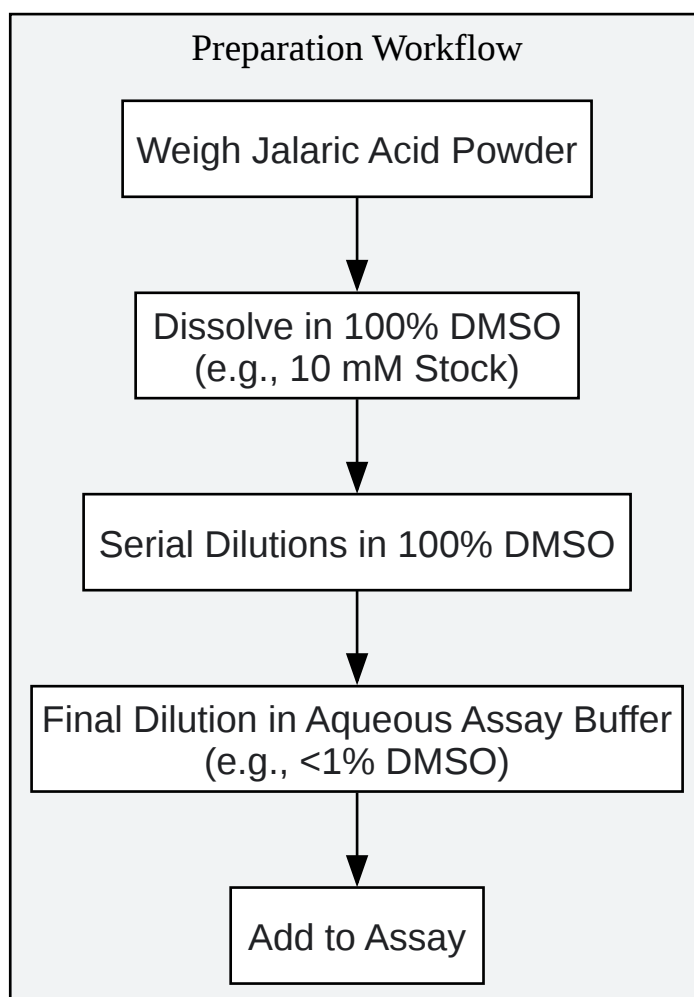 Preparation Workflow
Weigh Jalaric Acid Powder
Dissolve in 100% DMSO
(e.g., 10 mM Stock)
Serial Dilutions in 100% DMSO
Final Dilution in Aqueous Assay Buffer
(e.g., <1% DMSO)
Add to Assay